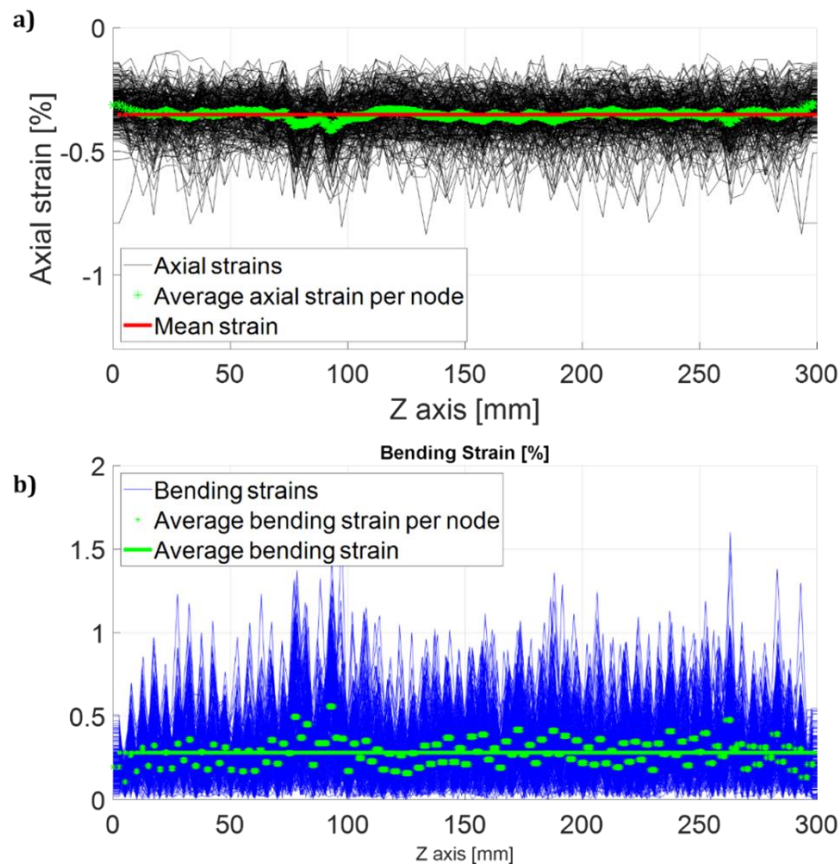 a)
0
-0.5
-1
Axial strain [%]
Axial strains
Average axial strain per node
Mean strain
0 50 100 150 200 250 300
Z axis [mm]
Bending Strain [%]
b)
2
1.5
1
0.5
0
Bending strains
Average bending strain per node
Average bending strain
0 50 100 150 200 250 300
Z axis [mm]